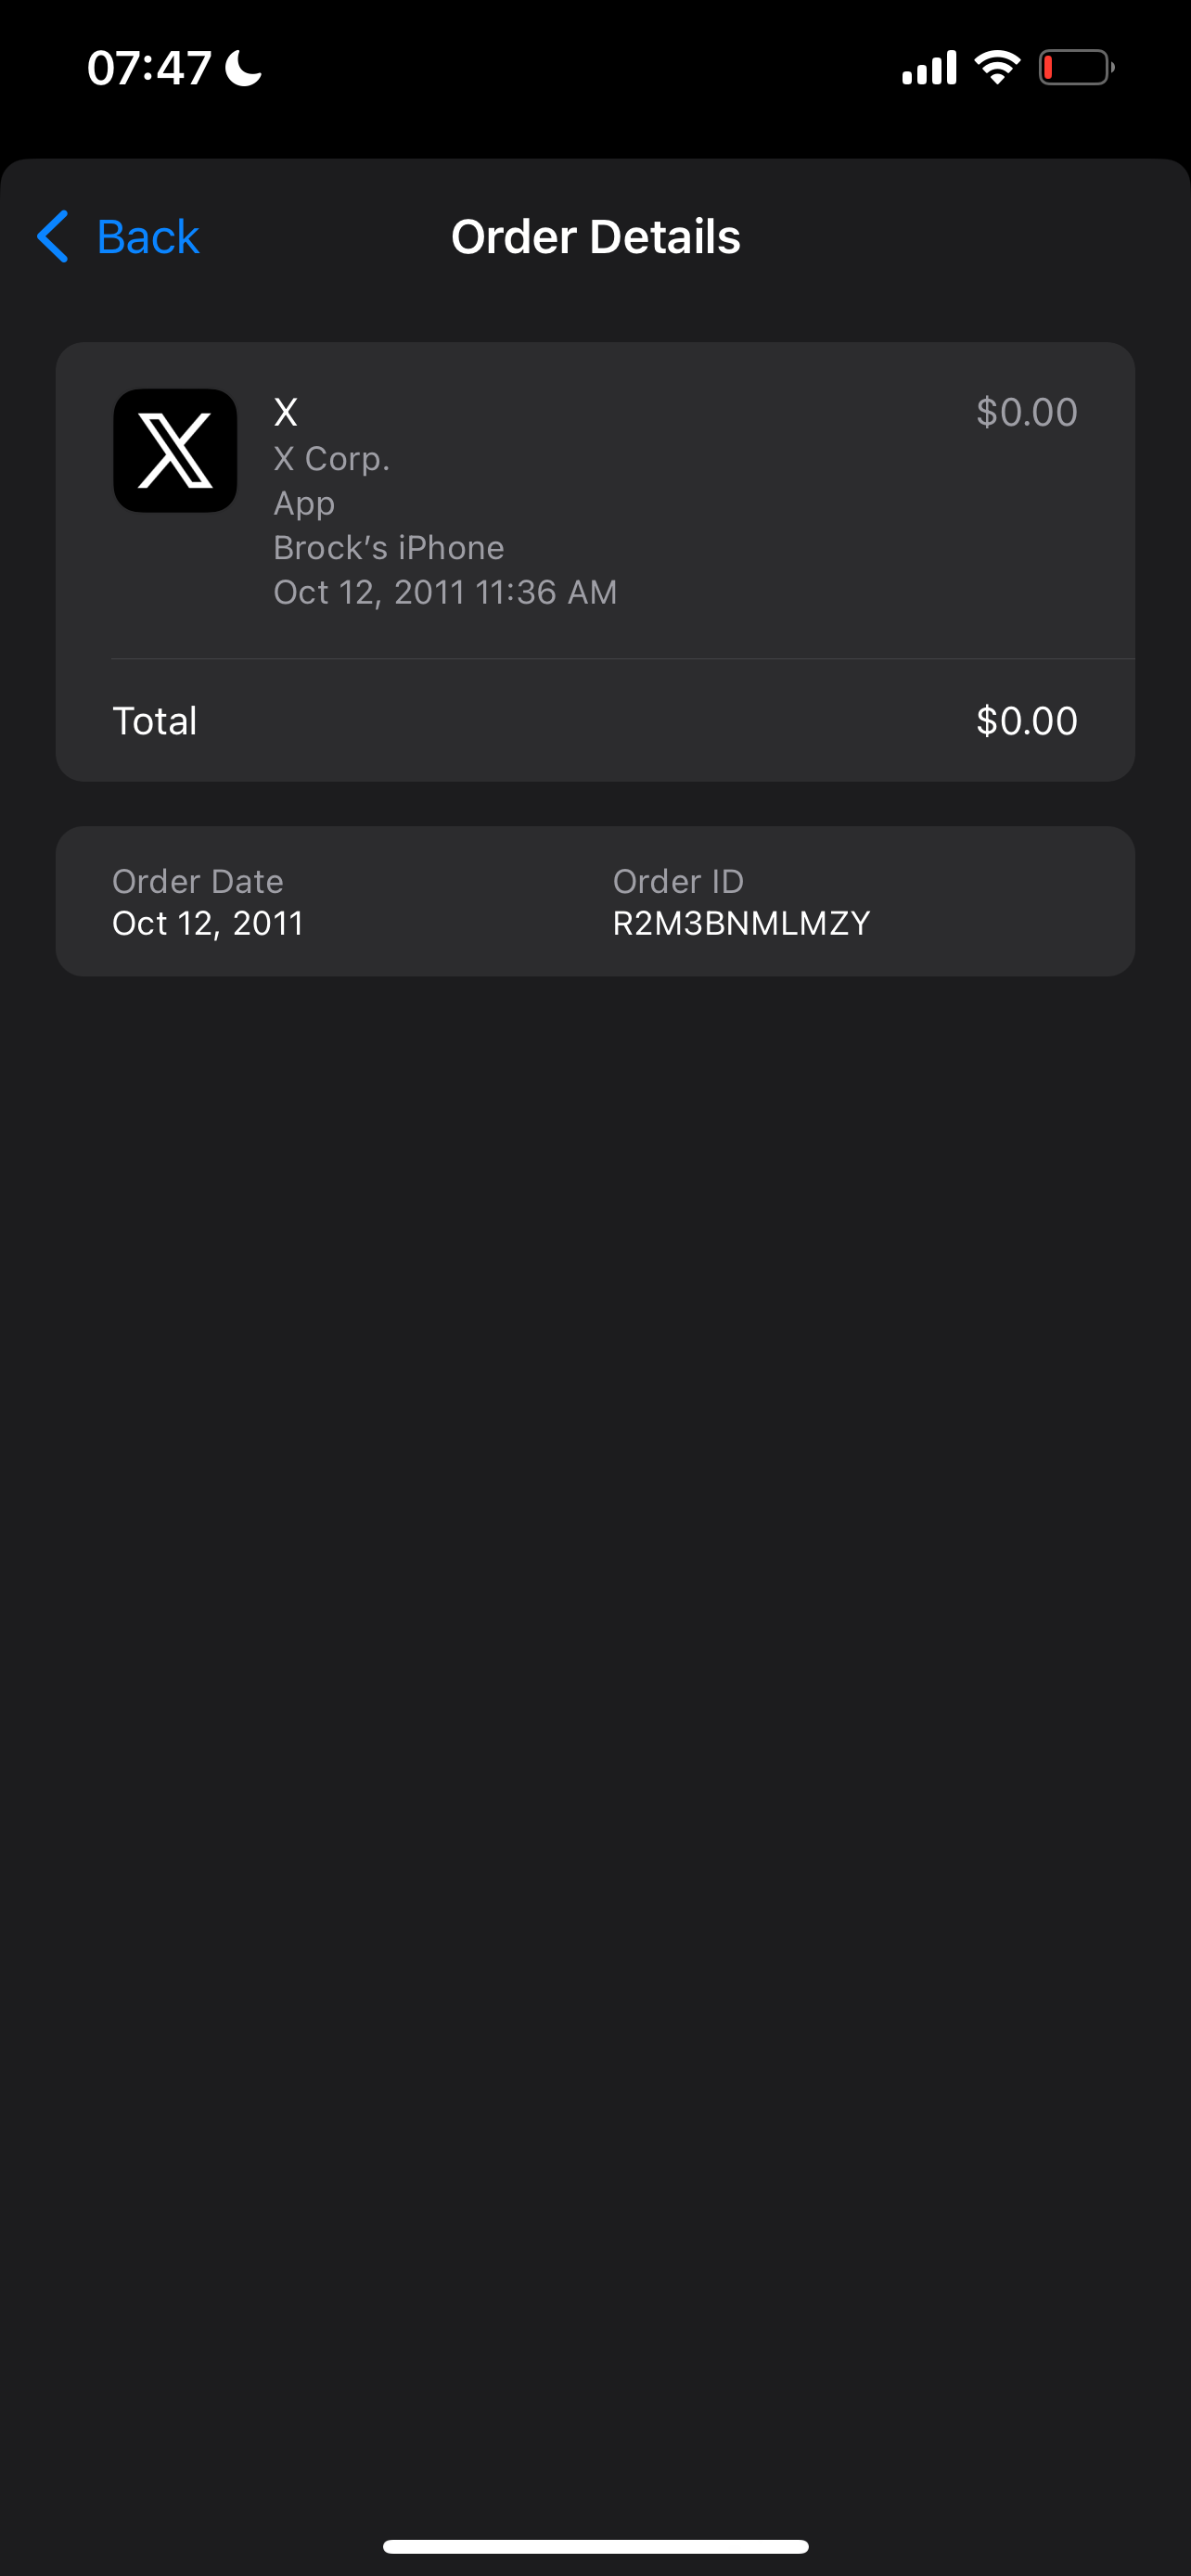 07:47
Back
Order Details
X
$0.00
X Corp.
App
Brock’s iPhone
Oct 12, 2011 11:36 AM
Total
$0.00
Order Date
Order ID
Oct 12, 2011
R2M3BNMLMZY